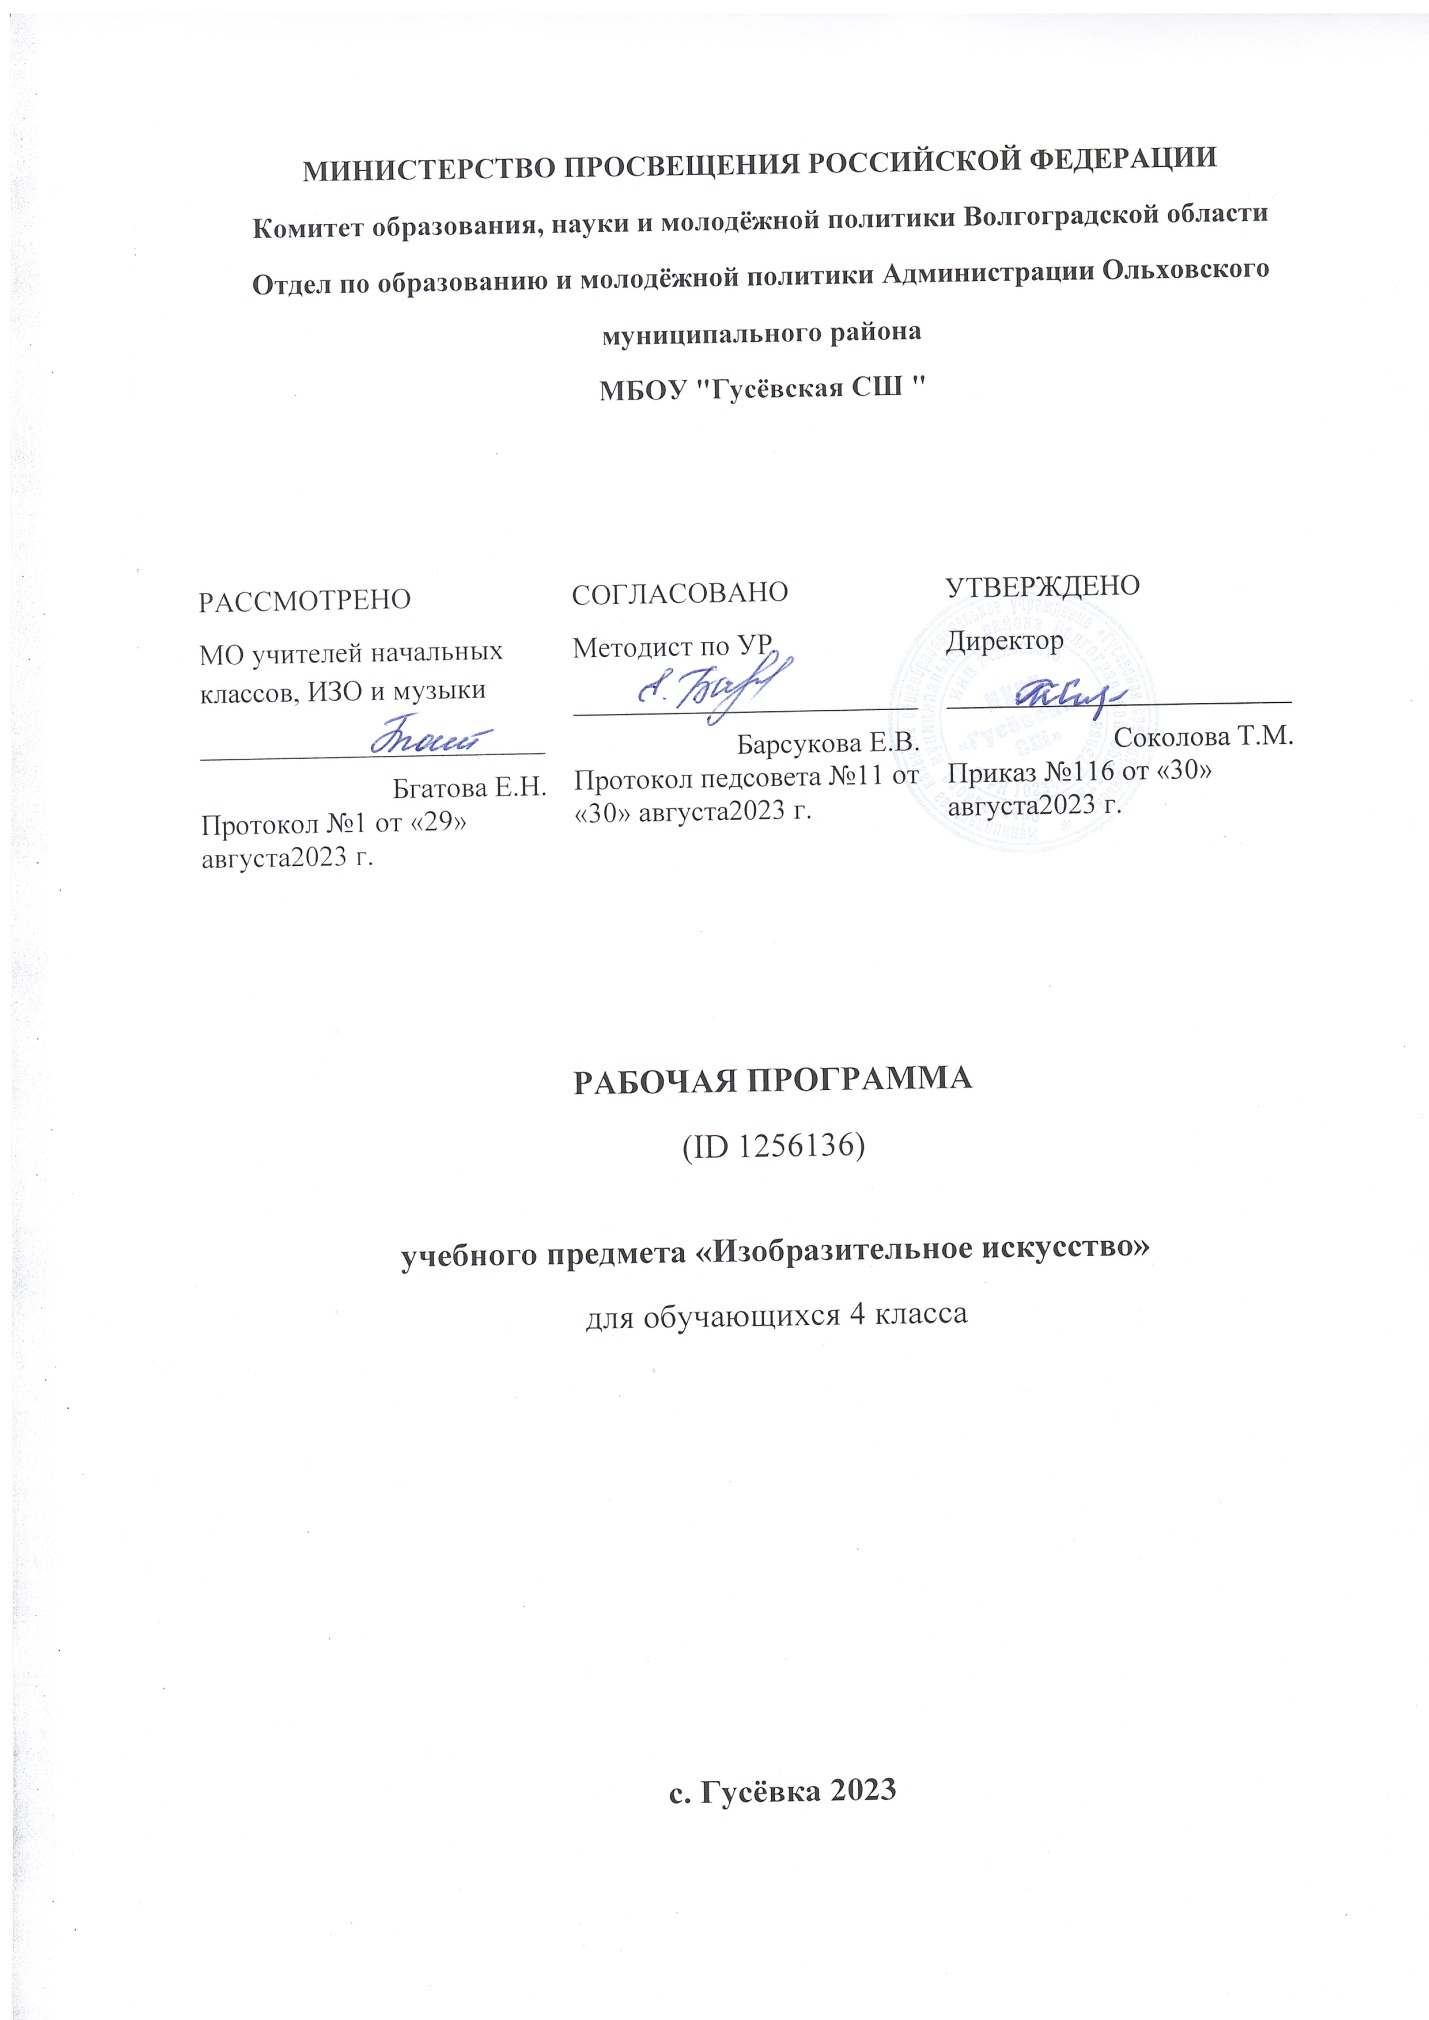 МИНИСТЕРСТВО ПРОСВЕЩЕНИЯ РОССИЙСКОЙ ФЕДЕРАЦИИ
Комитет образования, науки и молодёжной политики Волгоградской области
Отдел по образованию и молодёжной политики Администрации Ольховского
муниципального района
МБОУ "Гусёвская СШ "
РАССМОТРЕНО
МО учителей начальных
классов, ИЗО и музыки
Бгатова Е.Н.
Протокол №1 от «29»
августа2023 г.
СОГЛАСОВАНО
Методист по УР
Барсукова Е.В.
Протокол педсовета №11 от
«30» августа2023 г.
УТВЕРЖДЕНО
Директор
Соколова Т.М.
Приказ №116 от «30»
августа2023 г.
РАБОЧАЯ ПРОГРАММА
(ID 1256136)
учебного предмета «Изобразительное искусство»
для обучающихся 4 класса
с. Гусёвка 2023